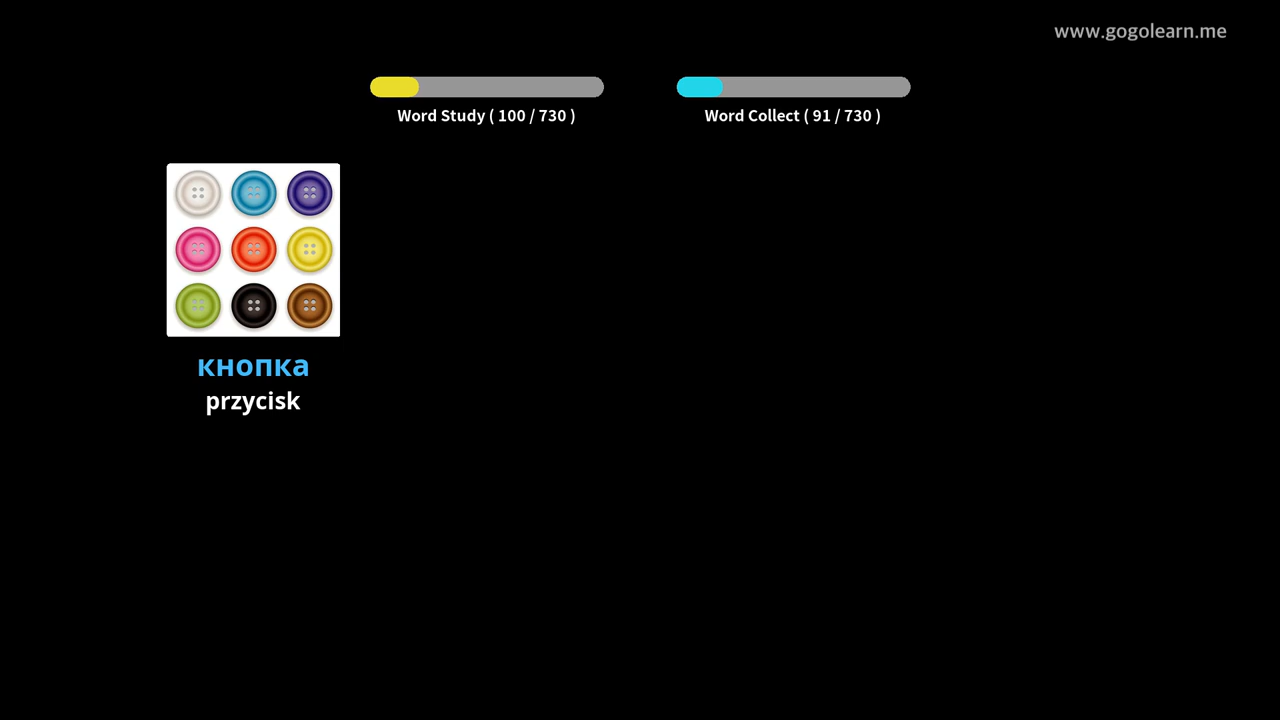 www.gogolearn.me
Word Study ( 100 / 730 )
Word Collect ( 91 / 730 )
кнопка
przycisk